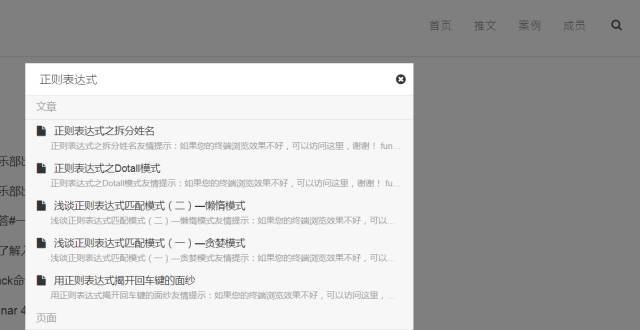 首页 推文 案例 成员
正则表达式
文章
正则表达式之拆分姓名
正则表达式之拆分姓名友情提示：如果您的终端浏览效果不好，可以访问这里，谢谢！ fun…
正则表达式之Dotall模式
正则表达式之Dotall模式友情提示：如果您的终端浏览效果不好，可以访问这里，谢谢！ fu…
浅谈正则表达式匹配模式（二）—懒惰模式
浅谈正则表达式匹配模式（二）—懒惰模式友情提示：如果您的终端浏览效果不好，可以…
浅谈正则表达式匹配模式（一）—贪婪模式
浅谈正则表达式匹配模式（一）—贪婪模式友情提示：如果您的终端浏览效果不好，可以…
用正则表达式揭开回车键的面纱
用正则表达式揭开回车键的面纱友情提示：如果您的终端浏览效果不好，可以访问这里，…
页面
乐部
乐部
答#一
了解
ack命
nar 4